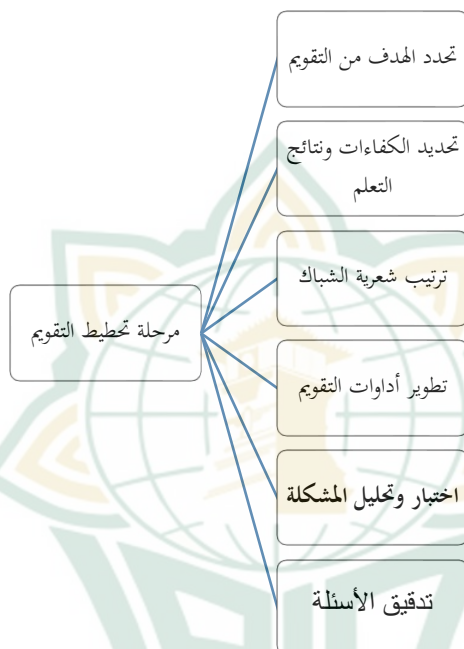 تحدد الهدف من التقويم
تحديد الكفاءات ونتائج
التعلم
ترتيب شعرية الشباك
مرحلة تخطيط التقويم
تطوير أداوات التقويم
اختبار وتحليل المشكلة
تدقيق الأسئلة